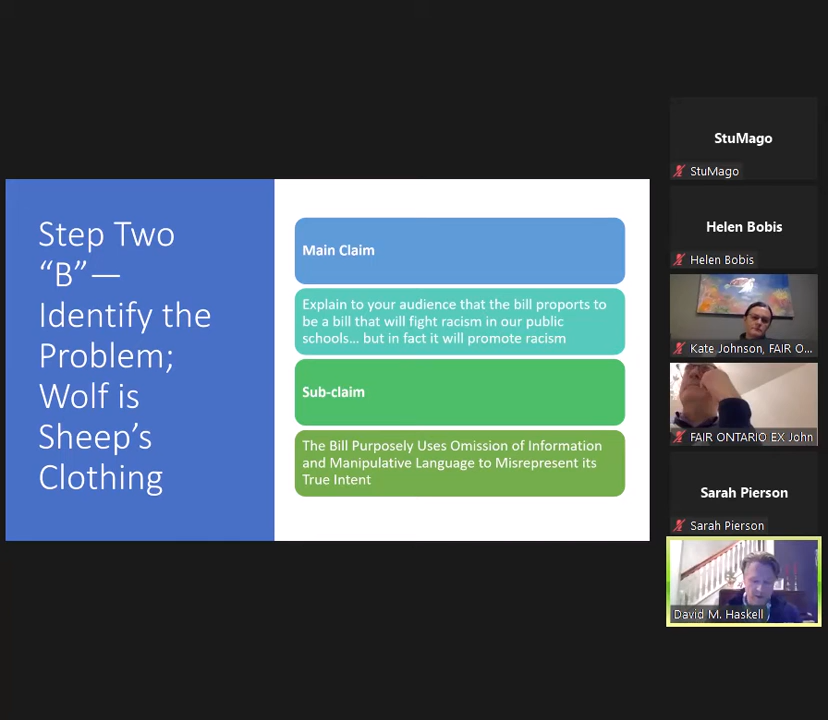 Step Two
“B”—
Identify the
Problem;
Wolf is
Sheep’s
Clothing
Main Claim
Explain to your audience that the bill proports to
be a bill that will fight racism in our public
schools… but in fact it will promote racism
Sub-claim
The Bill Purposely Uses Omission of Information
and Manipulative Language to Misrepresent its
True Intent
StuMago
StuMago
Helen Bobis
Helen Bobis
Kate Johnson, FAIR O...
FAIR ONTARIO EX John
Sarah Pierson
Sarah Pierson
David M. Haskell